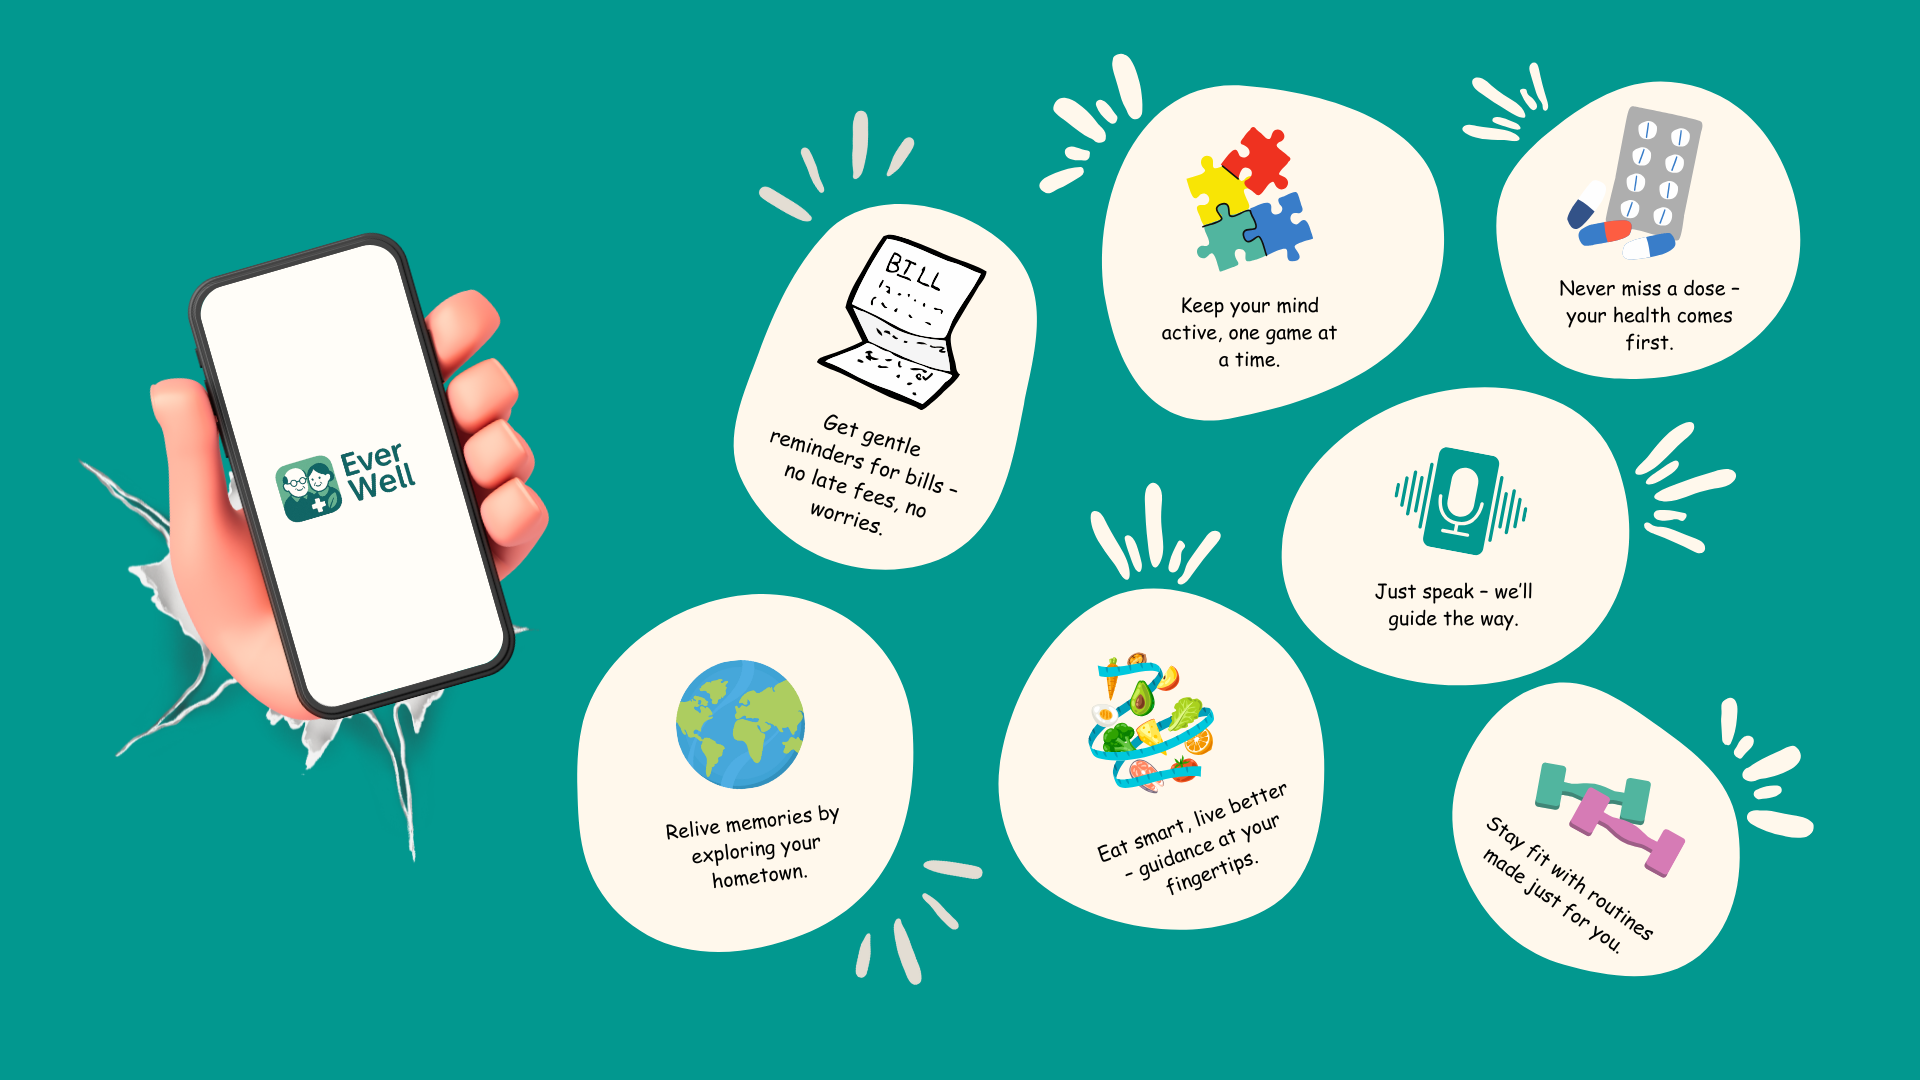 Ever
Well
BILL
Get gentle
reminders for bills –
no late fees, no
worries.
Keep your mind
active, one game at
a time.
Never miss a dose –
your health comes
first.
Just speak – we'll
guide the way.
Relive memories by
exploring your
hometown.
Eat smart, live better
– guidance at your
fingertips.
Stay fit with routines
made just for you.